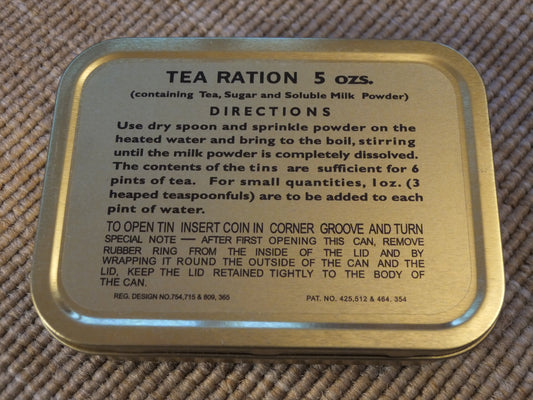 TEA RATION 5 ozs.
(containing Tea, Sugar and Soluble Milk Powder)
DIRECTIONS
Use dry spoon and sprinkle powder on the
heated water and bring to the boil, stirring
until the milk powder is completely dissolved.
The contents of the tins are sufficient for 6
pints of tea. For small quantities, 1oz. (3
heaped teaspoonfuls) are to be added to each
pint of water.
TO OPEN TIN INSERT COIN IN CORNER GROOVE AND TURN
SPECIAL NOTE — AFTER FIRST OPENING THIS CAN, REMOVE
RUBBER RING FROM THE INSIDE OF THE LID AND BY
WRAPPING IT ROUND THE OUTSIDE OF THE CAN AND THE
LID, KEEP THE LID RETAINED TIGHTLY TO THE BODY OF
THE CAN.
REG. DESIGN NO.754,715 & 809, 365 PAT. NO. 425,512 & 464. 354